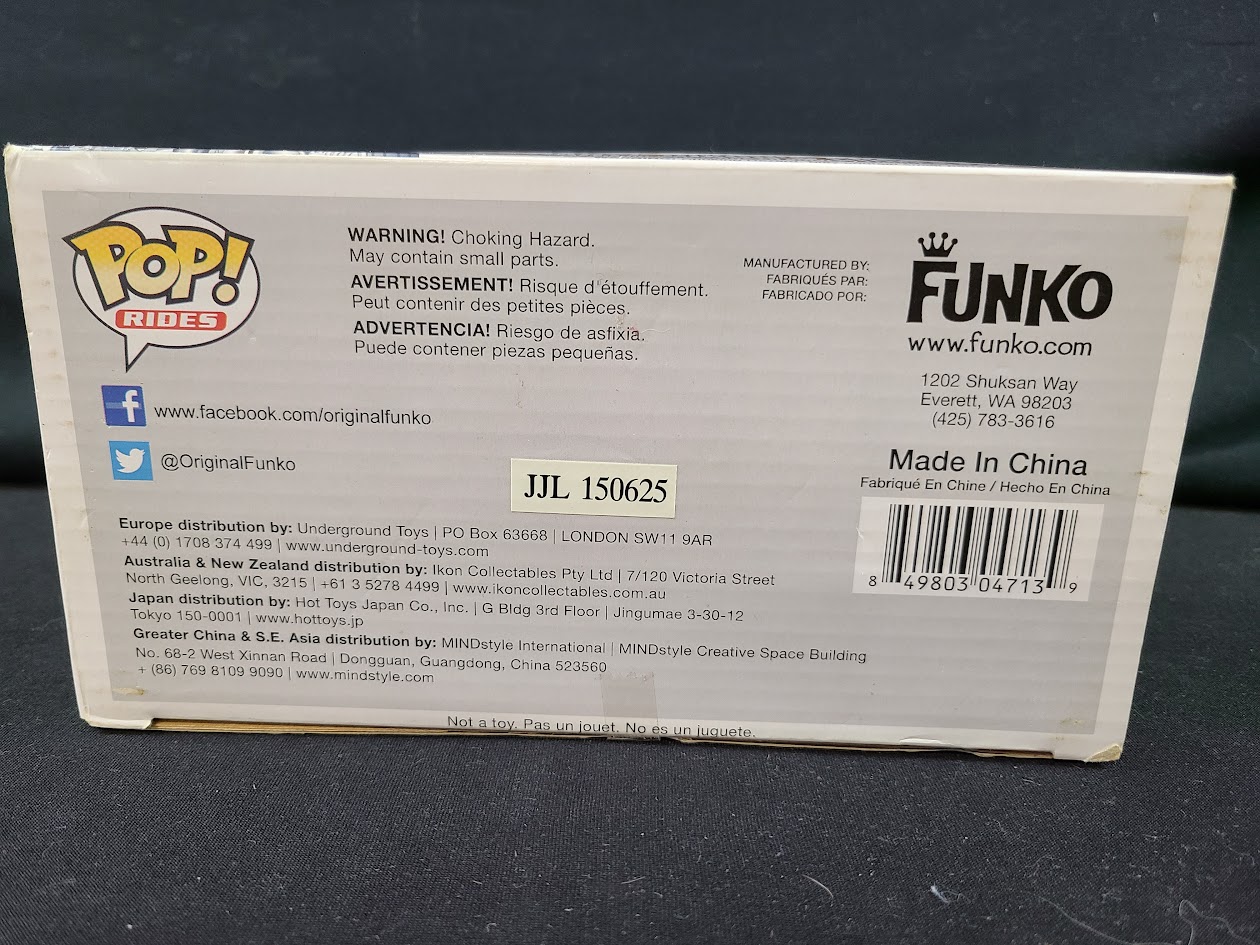 POP!
RIDES
WARNING! Choking Hazard.
May contain small parts.
AVERTISSEMENT! Risque d'étouffement.
Peut contenir des petites pièces.
ADVERTENCIA! Riesgo de asfixia.
Puede contener piezas pequeñas.
MANUFACTURED BY:
FABRIQUÉS PAR:
FABRICADO POR:
FUNKO
www.funko.com
1202 Shuksan Way
Everett, WA 98203
(425) 783-3616
f www.facebook.com/originalfunko
@OriginalFunko
JJL 150625
Made In China
Fabriqué En Chine / Hecho En China
8 49803 04713 9
Europe distribution by: Underground Toys | PO Box 63668 | LONDON SW11 9AR
+44 (0) 1708 374 499 | www.underground-toys.com
Australia & New Zealand distribution by: Ikon Collectables Pty Ltd | 7/120 Victoria Street
North Geelong, VIC, 3215 | +61 3 5278 4499 | www.ikoncollectables.com.au
Japan distribution by: Hot Toys Japan Co., Inc. | G Bldg 3rd Floor | Jingumae 3-30-12
Tokyo 150-0001 | www.hottoys.jp
Greater China & S.E. Asia distribution by: MINDstyle International | MINDstyle Creative Space Building
No. 68-2 West Xinnan Road | Dongguan, Guangdong, China 523560
+ (86) 769 8109 9090 | www.mindstyle.com
Not a toy. Pas un jouet. No es un juguete.